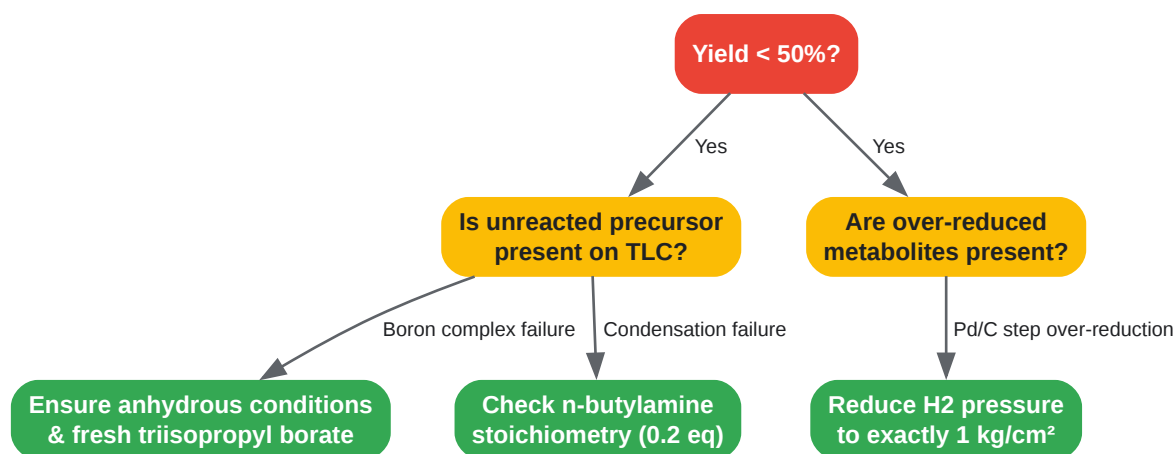 Yield < 50%?
Yes
Yes
Is unreacted precursor
present on TLC?
Are over-reduced
metabolites present?
Boron complex failure
Condensation failure
Pd/C step over-reduction
Ensure anhydrous conditions
& fresh triisopropyl borate
Check n-butylamine
stoichiometry (0.2 eq)
Reduce H2 pressure
to exactly 1 kg/cm²